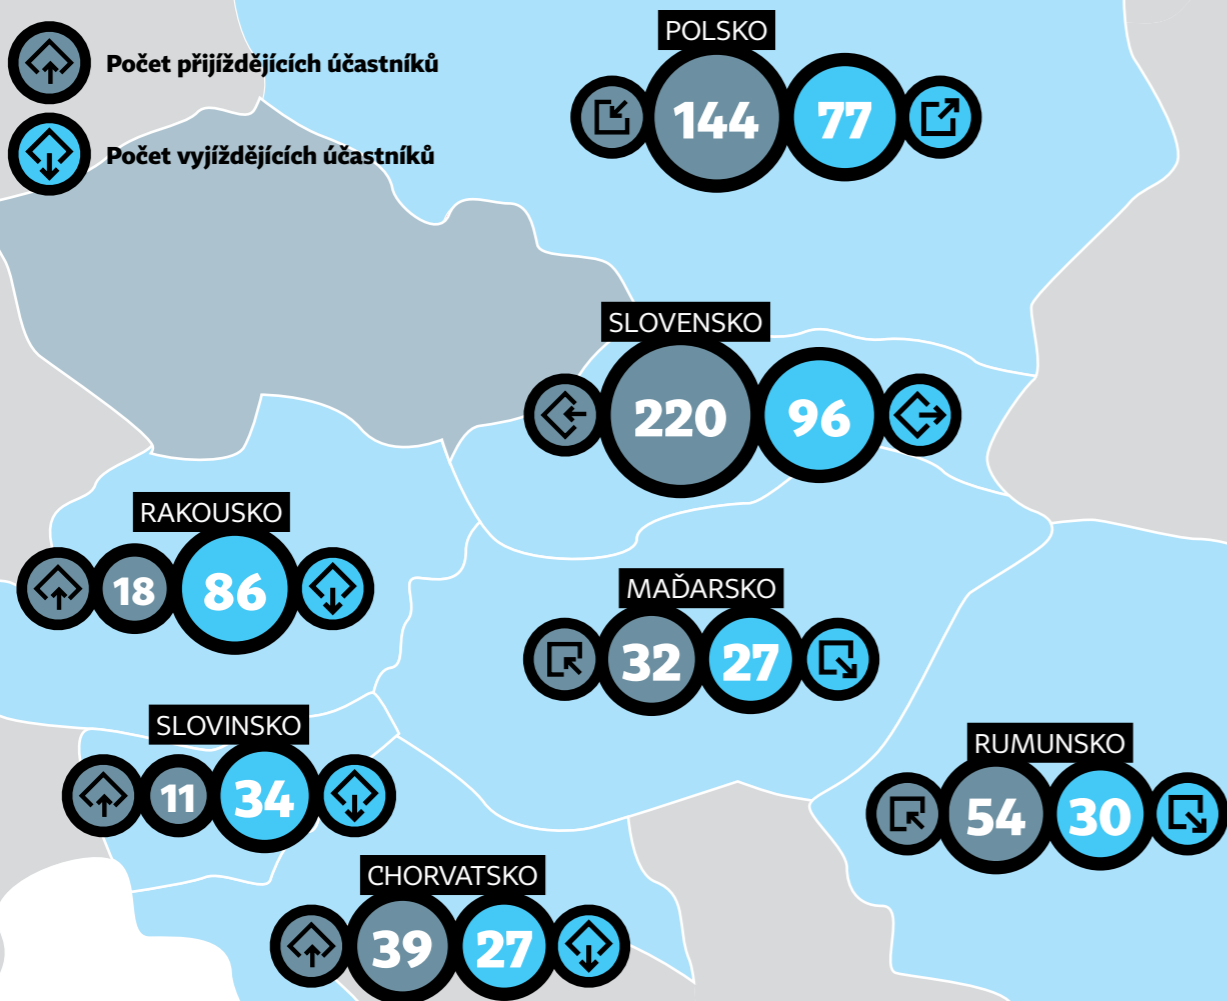 Počet přijíždějících účastníků
Počet vyjíždějících účastníků
POLSKO
144 77
SLOVENSKO
220 96
RAKOUSKO
18 86
MAĎARSKO
32 27
SLOVINSKO
11 34
RUMUNSKO
54 30
CHORVATSKO
39 27